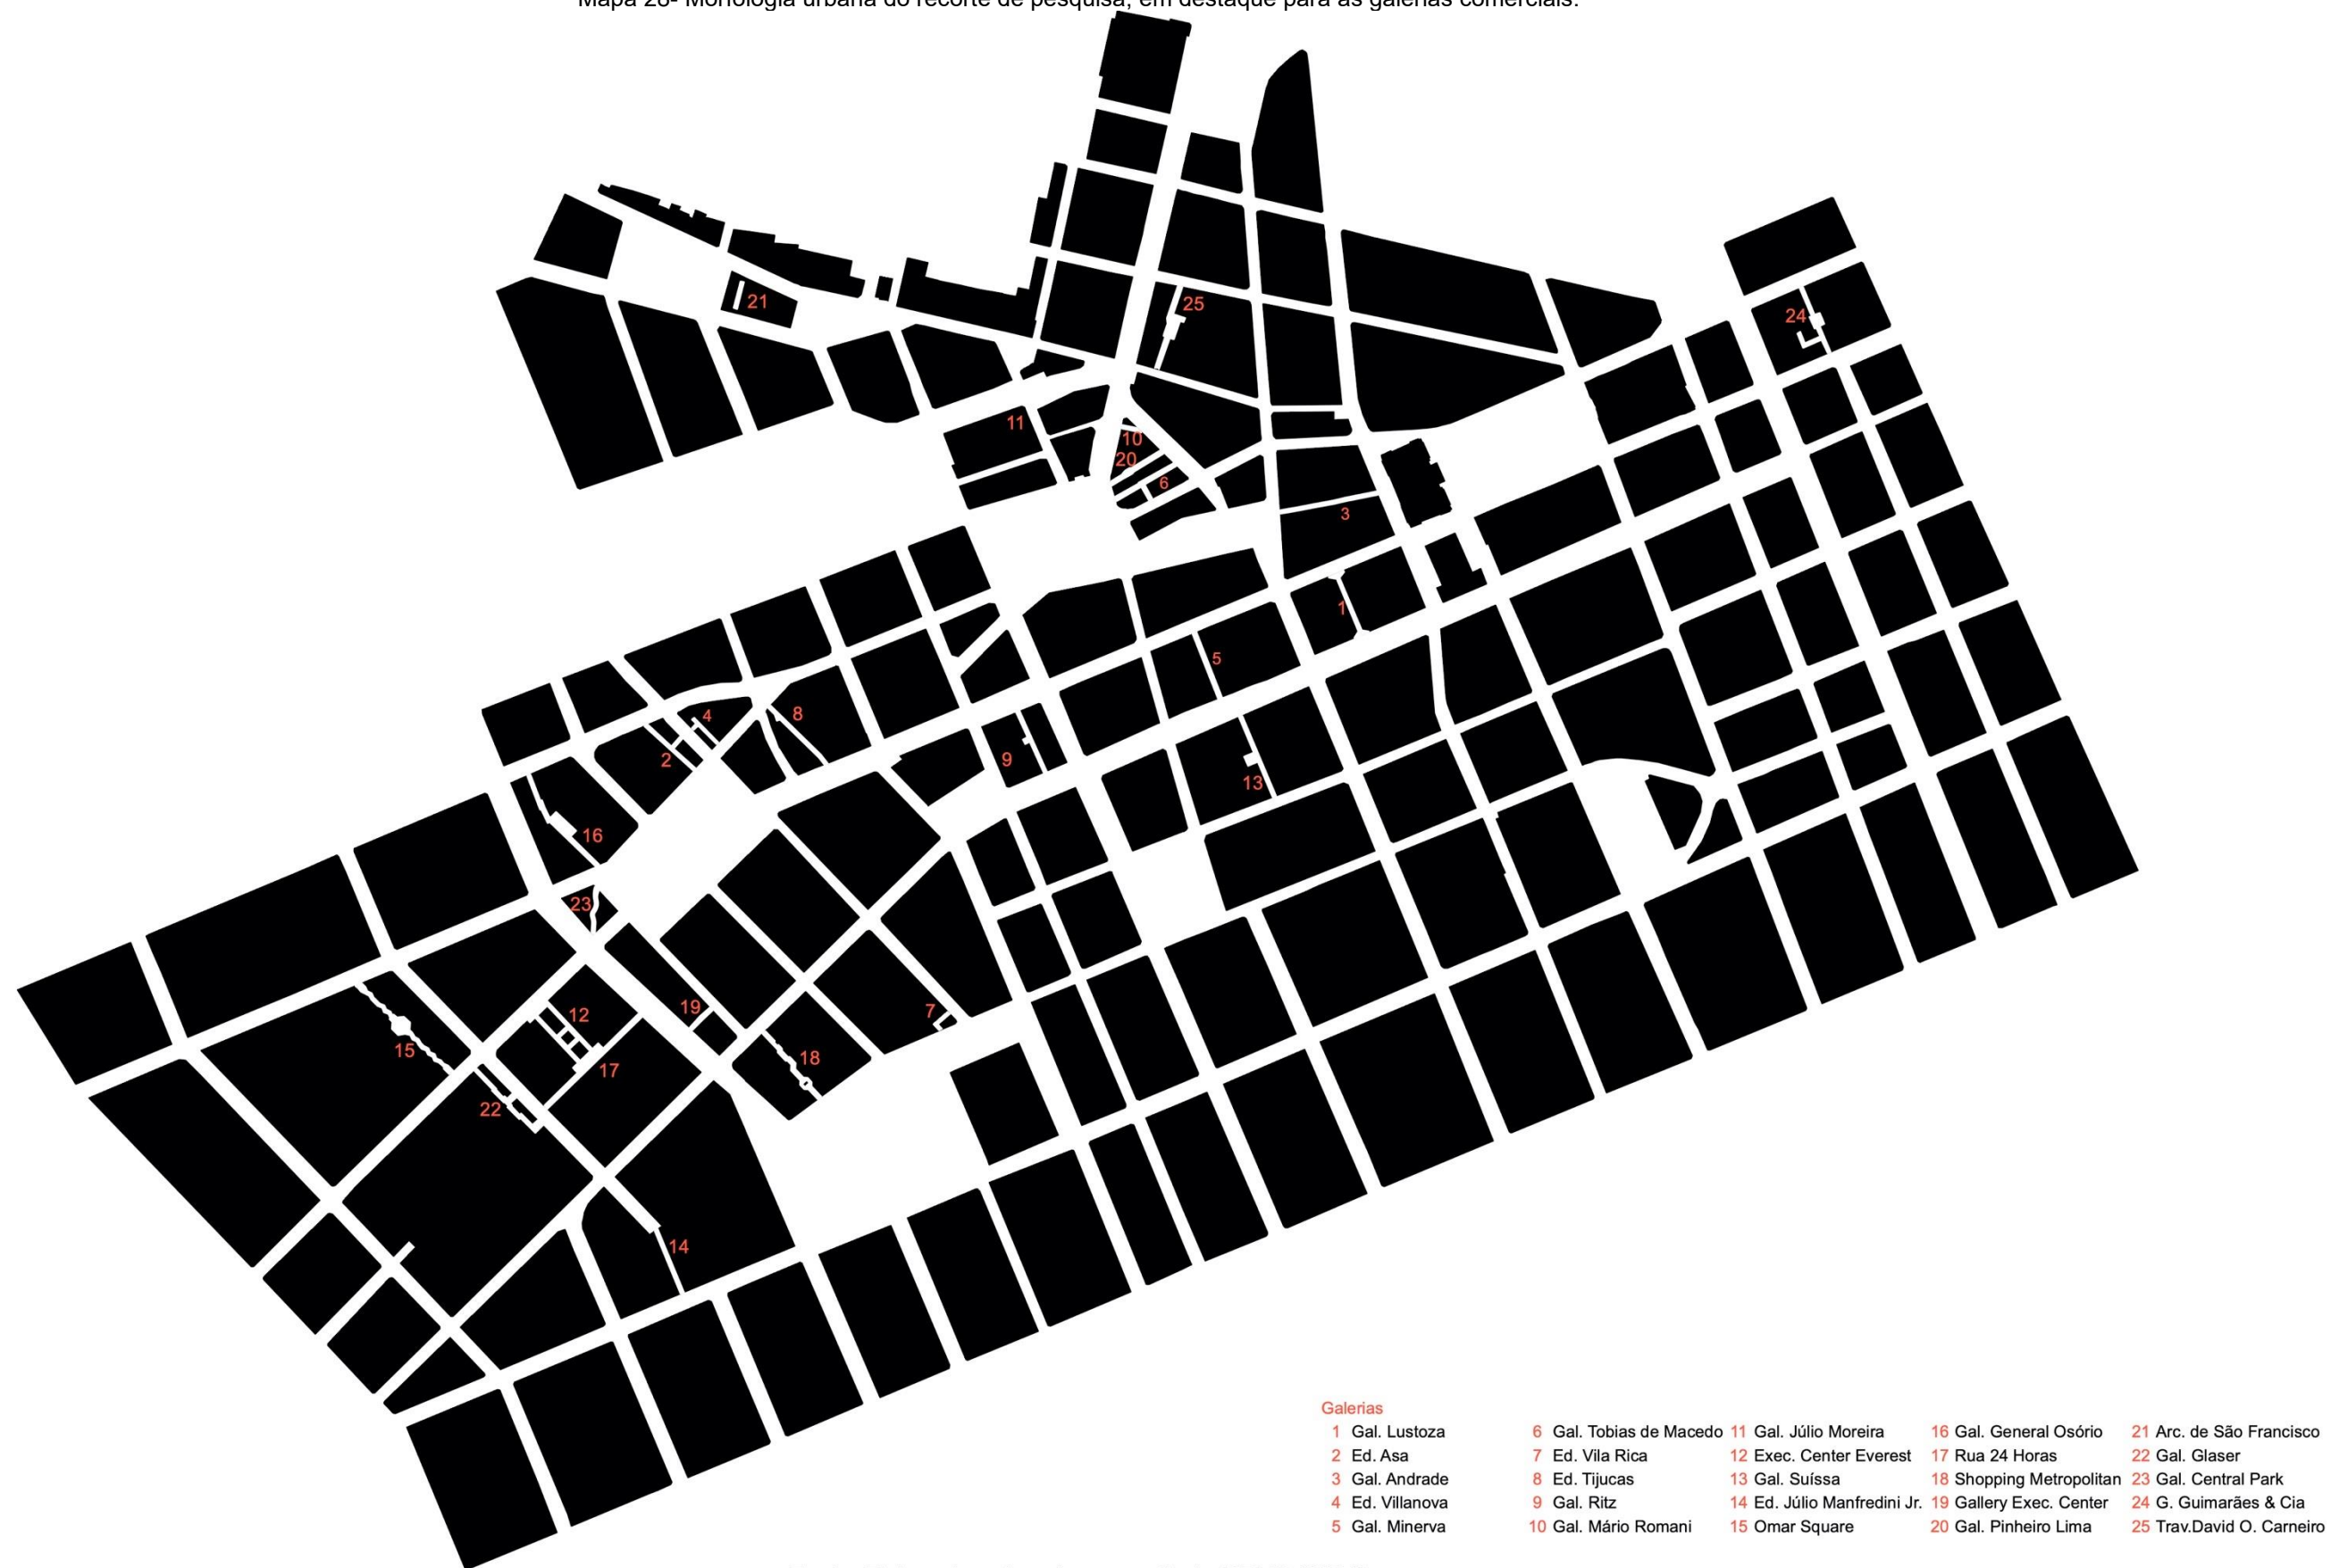 Mapa 28- Morfologia urbana do recorte de pesquisa, em destaque para as galerias comerciais.
21
25
24
11
10
20
6
3
1
5
4
8
2
9
13
16
23
12
19
7
15
18
17
22
14
Galerias
1 Gal. Lustoza
2 Ed. Asa
3 Gal. Andrade
4 Ed. Villanova
5 Gal. Minerva
6 Gal. Tobias de Macedo
7 Ed. Vila Rica
8 Ed. Tijucas
9 Gal. Ritz
10 Gal. Mário Romani
11 Gal. Júlio Moreira
12 Exec. Center Everest
13 Gal. Suíssa
14 Ed. Júlio Manfredini Jr.
15 Omar Square
16 Gal. General Osório
17 Rua 24 Horas
18 Shopping Metropolitan
19 Gallery Exec. Center
20 Gal. Pinheiro Lima
21 Arc. de São Francisco
22 Gal. Glaser
23 Gal. Central Park
24 G. Guimarães & Cia
25 Trav.David O. Carneiro